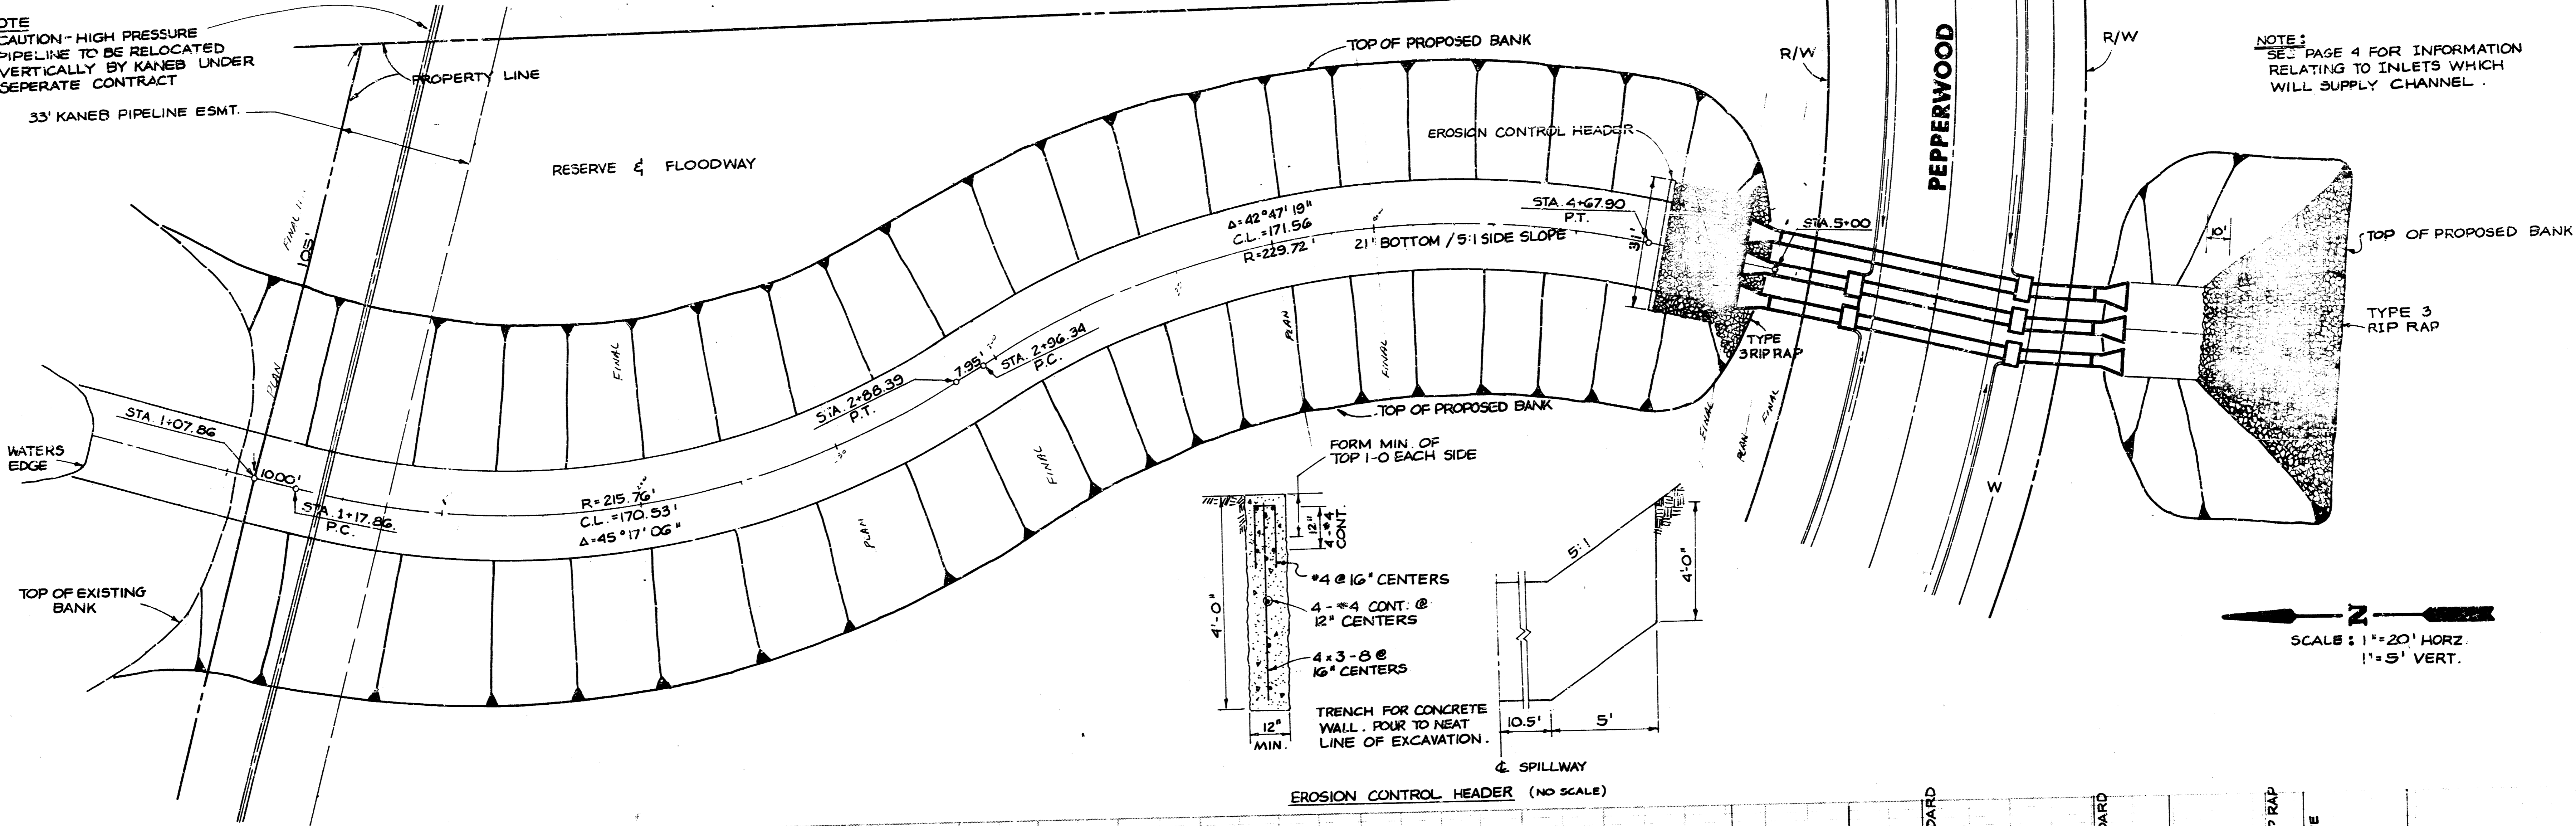 CAUTION - HIGH PRESSURE
PIPELINE TO BE RELOCATED
VERTICALLY BY KANEB UNDER
SEPERATE CONTRACT
PROPERTY LINE
33' KANEB PIPELINE ESMT.
RESERVE & FLOODWAY
TOP OF PROPOSED BANK
EROSION CONTROL HEADER
R/W
PEPPERWOOD
R/W
NOTE:
SEE PAGE 4 FOR INFORMATION
RELATING TO INLETS WHICH
WILL SUPPLY CHANNEL.
FINAL
105'
PLAN
Δ=42°47'19"
C.L.=171.56
R=229.72'
21' BOTTOM / 5:1 SIDE SLOPE
STA. 4+67.90
P.T.
31'
STA. 5+00
10'
TOP OF PROPOSED BANK
TYPE 3
RIP RAP
TYPE
3 RIP RAP
FINAL
PLAN
FINAL
7.95'
STA. 2+96.34
P.C.
STA. 2+88.39
P.T.
STA. 1+07.86
WATERS
EDGE
10.00'
STA. 1+17.86
P.C.
R=215.76'
C.L.=170.53'
Δ=45°17'06"
PLAN
FINAL
TOP OF EXISTING
BANK
TOP OF PROPOSED BANK
FINAL
PLAN
FINAL
W
FORM MIN. OF
TOP 1-0 EACH SIDE
12"
4-#4
CONT.
#4 @ 16" CENTERS
4-#4 CONT. @
12" CENTERS
4 x 3-8 @
16" CENTERS
4'-0"
12"
MIN.
TRENCH FOR CONCRETE
WALL. POUR TO NEAT
LINE OF EXCAVATION.
5:1
4'-0"
10.5'
5'
℄ SPILLWAY
EROSION CONTROL HEADER (NO SCALE)
N
SCALE: 1"=20' HORZ.
1"=5' VERT.